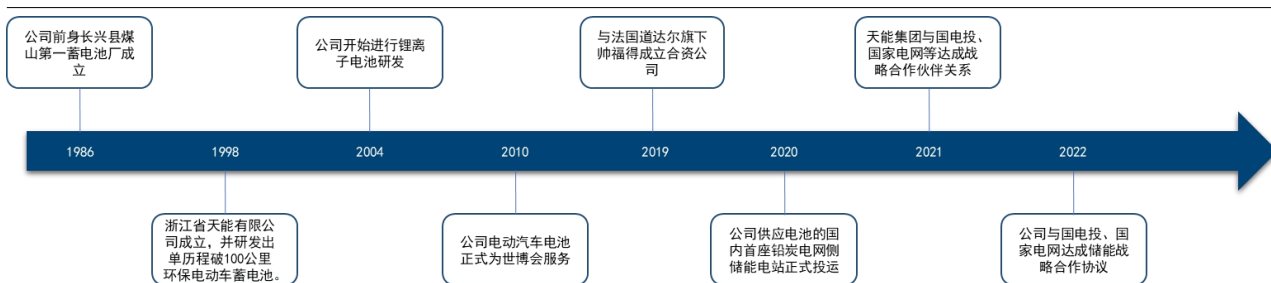 公司前身长兴县煤
山第一蓄电池厂成
立
公司开始进行锂离
子电池研发
与法国道达尔旗下
帅福得成立合资公
司
天能集团与国电投、
国家电网等达成战
略合作伙伴关系
1986
1998
2004
2010
2019
2020
2021
2022
浙江省天能有限公
司成立，并研发出
单历程破100公里
环保电动车蓄电池。
公司电动汽车电池
正式为世博会服务
公司供应电池的国
内首座铅炭电网侧
储能电站正式投运
公司与国电投、国
家电网达成储能战
略合作协议